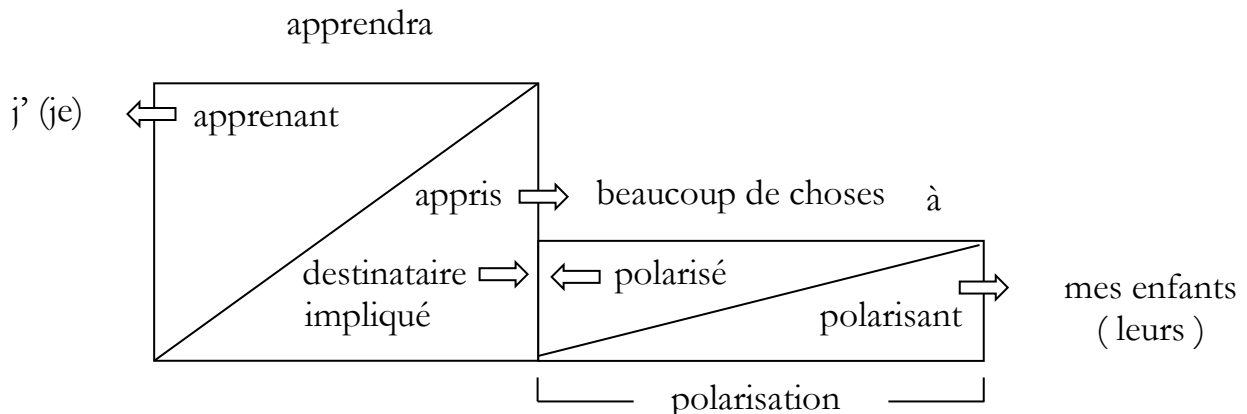 apprendra
j’ (je)
apprenant
appris
beaucoup de choses
à
destinataire
impliqué
polarisé
polarisant
mes enfants
( leurs )
polarisation